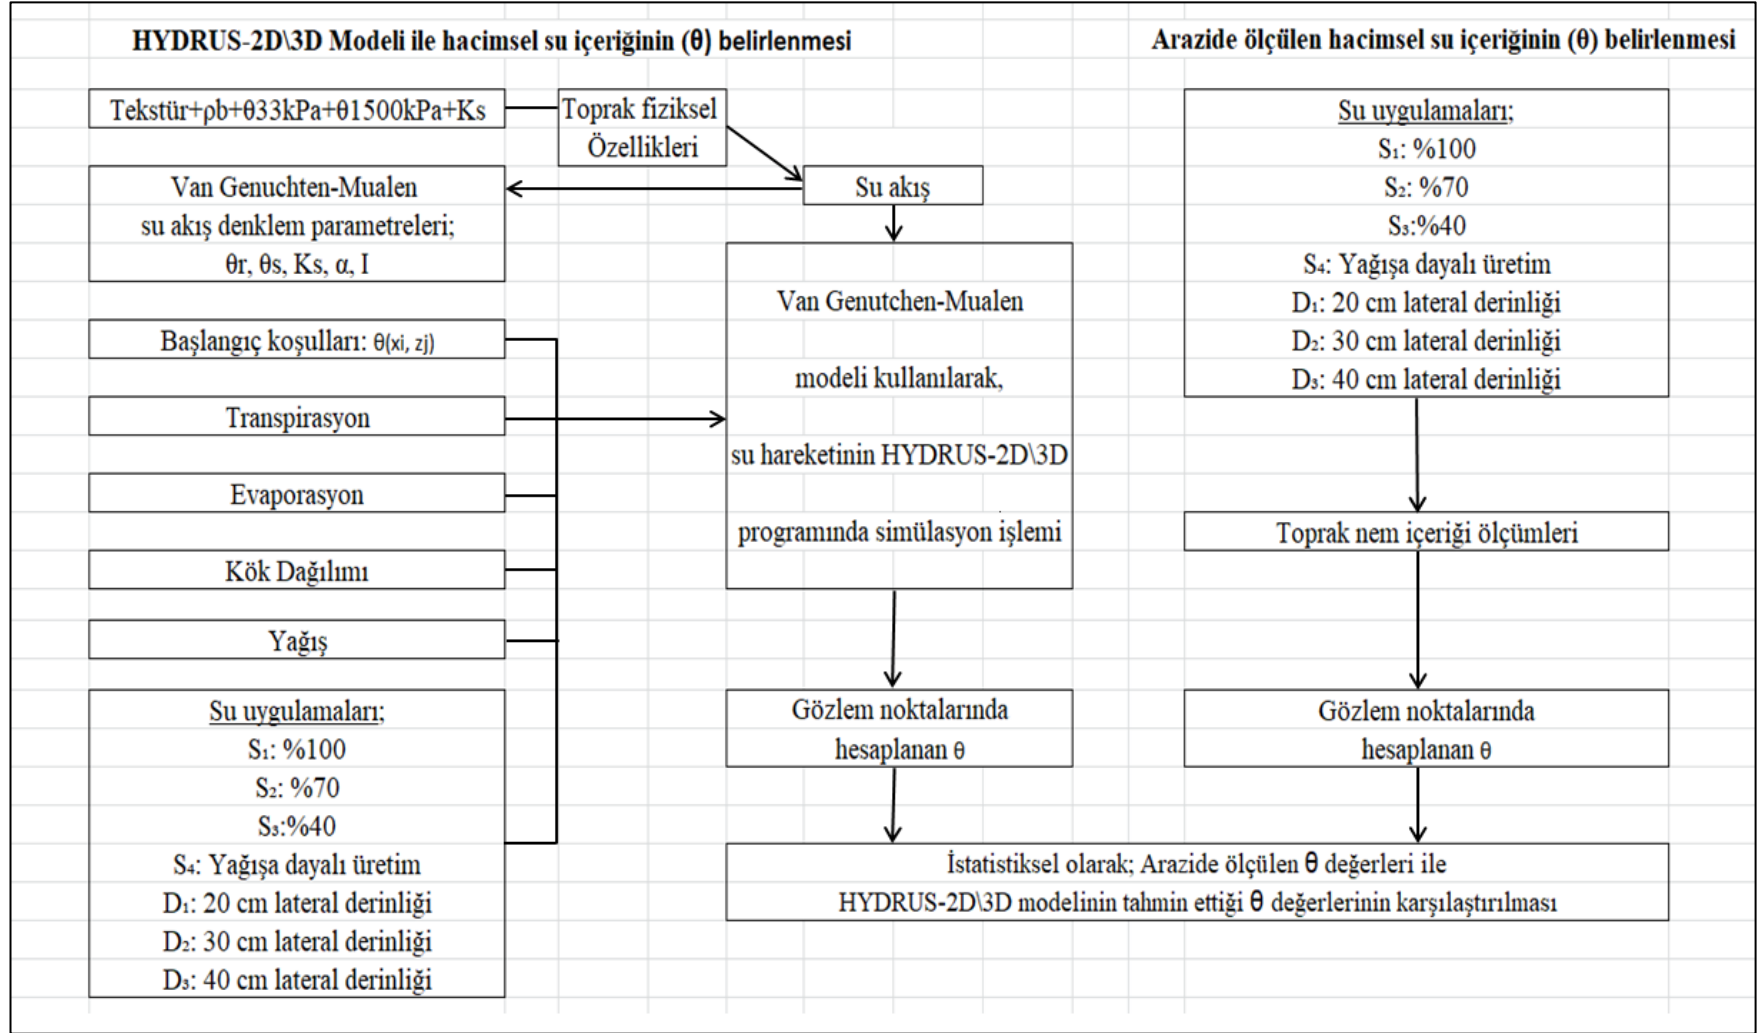 HYDRUS-2D\3D Modeli ile hacimsel su içeriğinin (θ) belirlenmesi
Tekstür+ρb+θ33kPa+θ1500kPa+Ks
Toprak fiziksel
Özellikleri
Su akış
Van Genuchten-Mualen
su akış denklem parametreleri;
θr, θs, Ks, α, I
Başlangıç koşulları: θ(xi, zj)
Transpirasyon
Evaporasyon
Kök Dağılımı
Yağış
Su uygulamaları;
S₁: %100
S₂: %70
S₃:%40
S₄: Yağışa dayalı üretim
D₁: 20 cm lateral derinliği
D₂: 30 cm lateral derinliği
D₃: 40 cm lateral derinliği
Van Genutchen-Mualen
modeli kullanılarak,
su hareketinin HYDRUS-2D\3D
programında simülasyon işlemi
Gözlem noktalarında
hesaplanan θ
Arazide ölçülen hacimsel su içeriğinin (θ) belirlenmesi
Su uygulamaları;
S₁: %100
S₂: %70
S₃:%40
S₄: Yağışa dayalı üretim
D₁: 20 cm lateral derinliği
D₂: 30 cm lateral derinliği
D₃: 40 cm lateral derinliği
Toprak nem içeriği ölçümleri
Gözlem noktalarında
hesaplanan θ
İstatistiksel olarak; Arazide ölçülen θ değerleri ile
HYDRUS-2D\3D modelinin tahmin ettiği θ değerlerinin karşılaştırılması